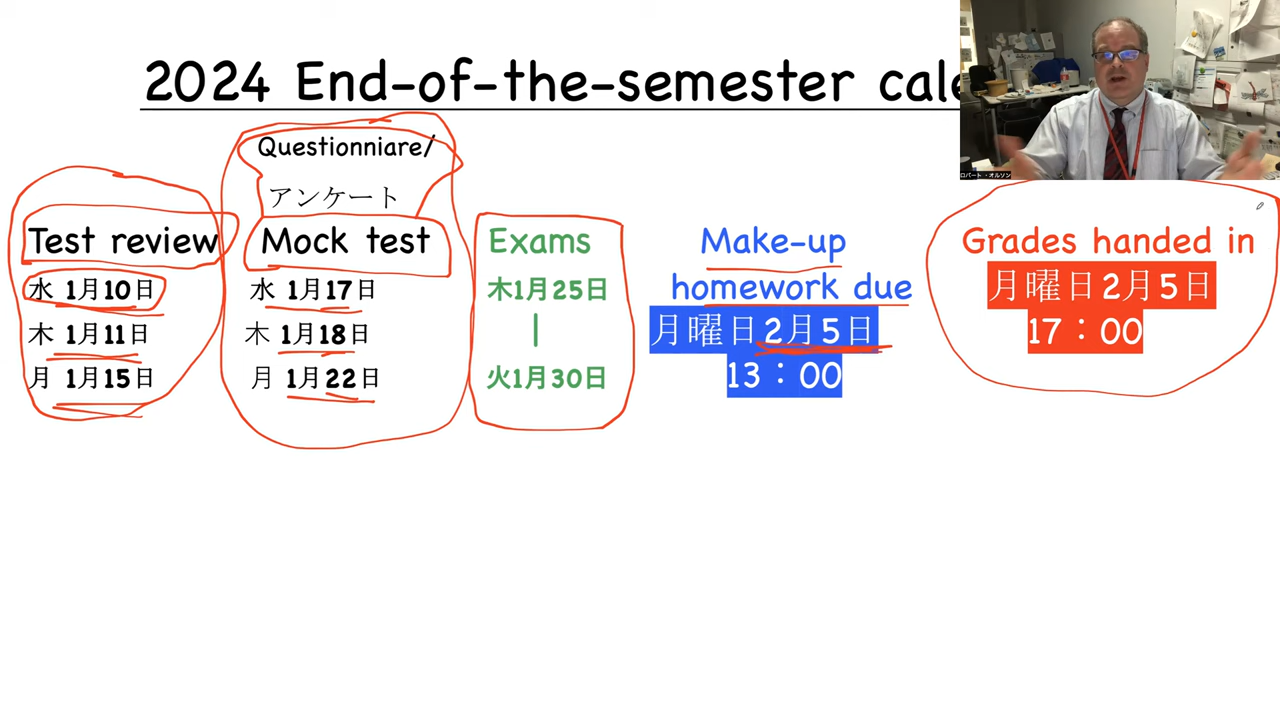 2024 End-of-the-semester cal
Questionniare/
アンケート
Test review
水 1月10日
木 1月11日
月 1月15日
Mock test
水 1月17日
木 1月18日
月 1月22日
Exams
木1月25日
|
火1月30日
Make-up
homework due
月曜日2月5日
13：00
Grades handed in
月曜日2月5日
17：00
ロバート・オルソン